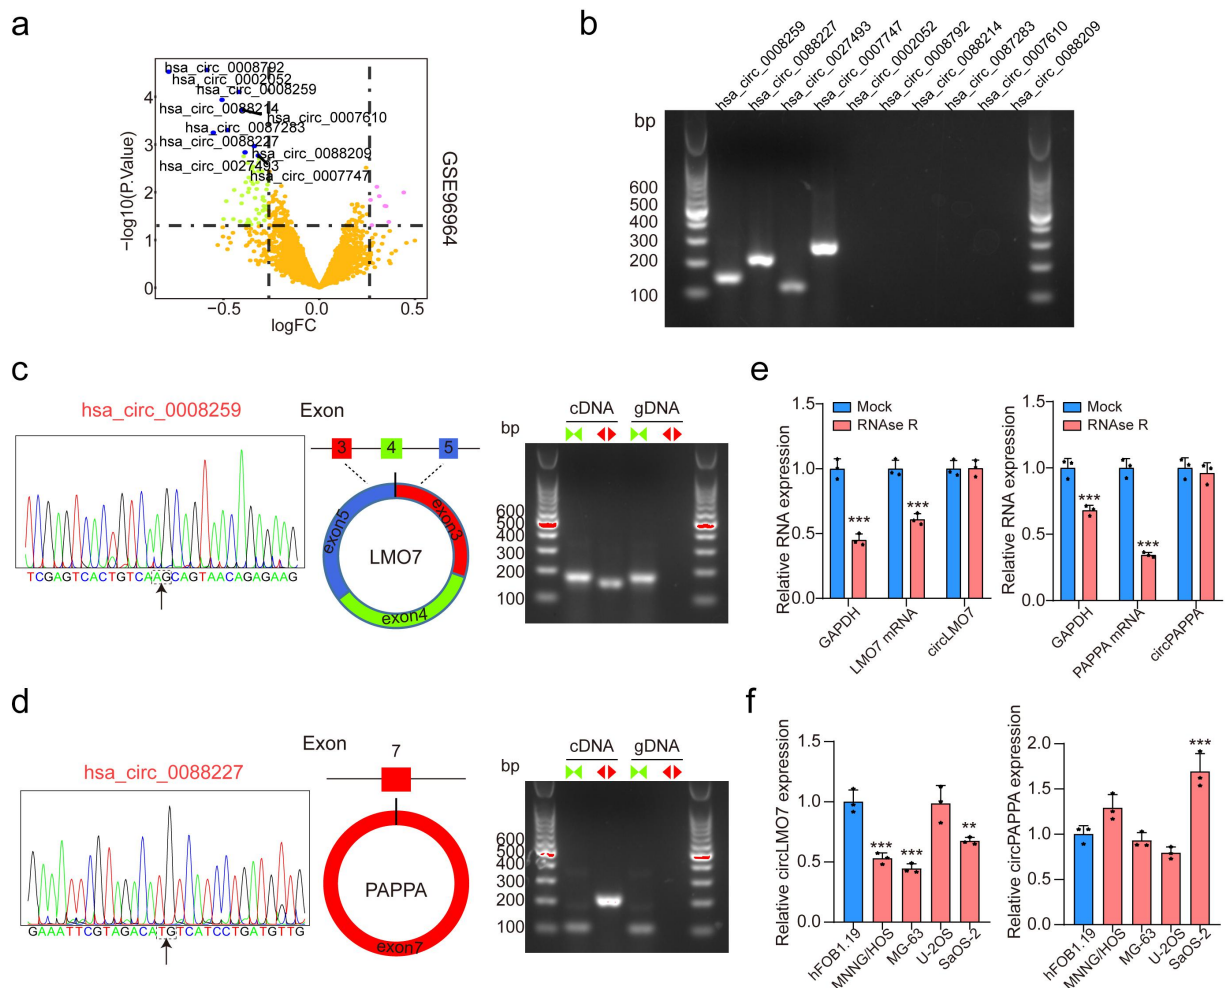 a
hsa_circ_0008792
hsa_circ_0002052
hsa_circ_0008259
hsa_circ_0088214
hsa_circ_0007610
hsa_circ_0087283
hsa_circ_0088227
hsa_circ_0088209
hsa_circ_0027493
hsa_circ_0007747
−log10(P.Value)
4
3
2
1
0
−0.5
0.0
0.5
logFC
GSE96964
b
hsa_circ_0008259
hsa_circ_0088227
hsa_circ_0027493
hsa_circ_0007747
hsa_circ_0002052
hsa_circ_0008792
hsa_circ_0088214
hsa_circ_0087283
hsa_circ_0007610
hsa_circ_0088209
bp
600
500
400
300
200
100
c
hsa_circ_0008259
TCGAGTCACTGTCAAGCAGTAACAGAGAAG
Exon
3
4
5
exon5
exon3
LMO7
exon4
cDNA
gDNA
bp
600
500
400
300
200
100
d
hsa_circ_0088227
GAAATTCGTAGACATGTCATCCTGATGTTG
Exon
7
PAPPA
exon7
cDNA
gDNA
bp
600
500
400
300
200
100
e
Relative RNA expression
1.5
1.0
0.5
0.0
Mock
RNAse R
***
***
GAPDH
LMO7 mRNA
circLMO7
Relative RNA expression
1.5
1.0
0.5
0.0
Mock
RNAse R
***
***
GAPDH
PAPPA mRNA
circPAPPA
f
Relative circLMO7 expression
1.5
1.0
0.5
0.0
***
***
**
hFOB1.19
MNNG/HOS
MG-63
U-2OS
SaOS-2
Relative circPAPPA expression
2.0
1.5
1.0
0.5
0.0
***
hFOB1.19
MNNG/HOS
MG-63
U-2OS
SaOS-2